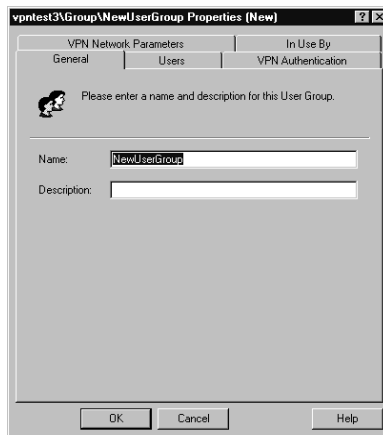 vpntest3\Group\NewUserGroup Properties (New)
VPN Network Parameters
In Use By
General
Users
VPN Authentication
Please enter a name and description for this User Group.
Name:
NewUserGroup
Description:
OK
Cancel
Help